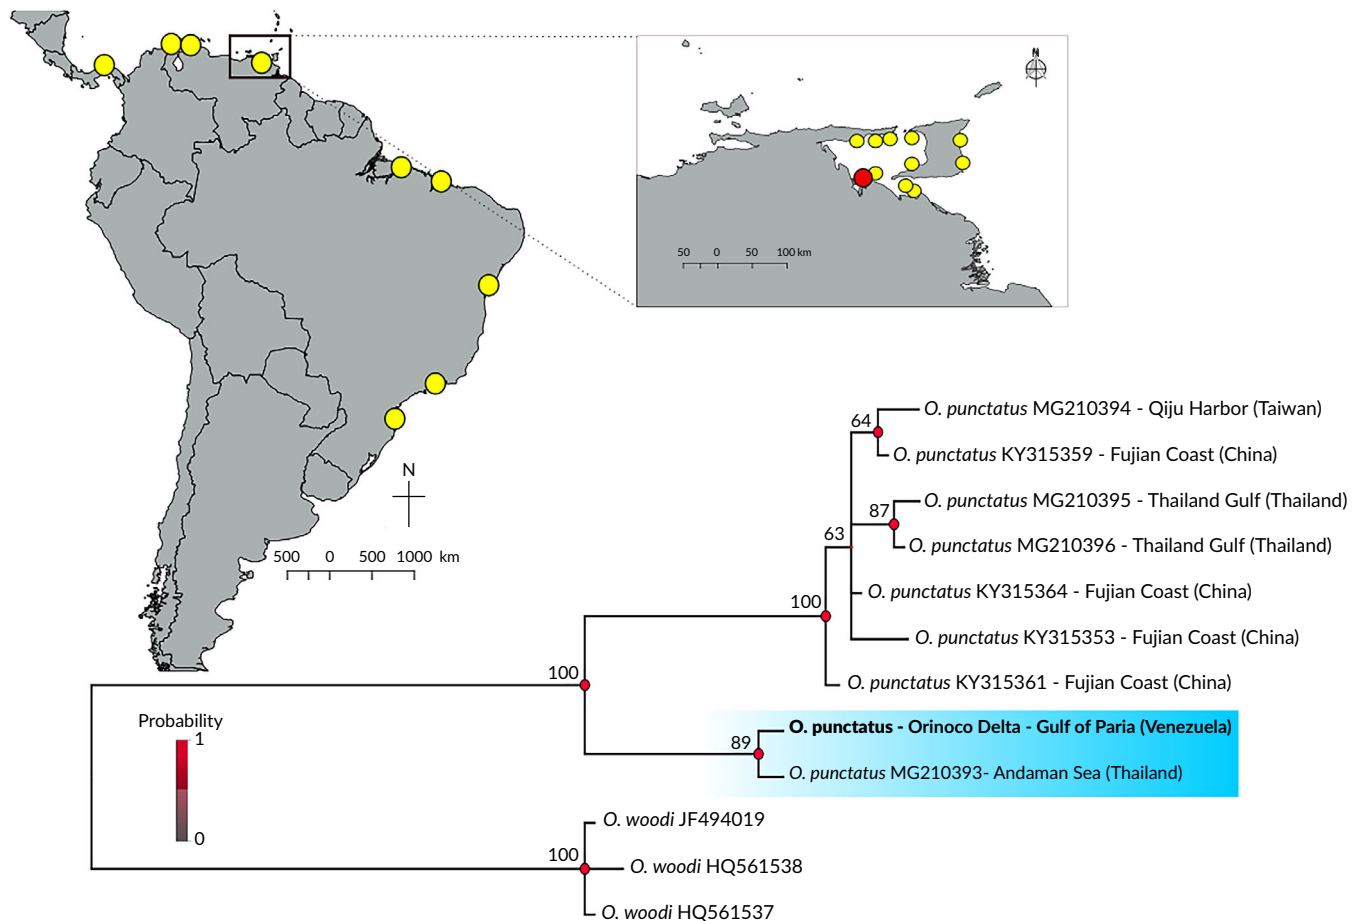 N
50 0 50 100 km
N
500 0 500 1000 km
64
O. punctatus MG210394 - Qiju Harbor (Taiwan)
O. punctatus KY315359 - Fujian Coast (China)
87
O. punctatus MG210395 - Thailand Gulf (Thailand)
63
O. punctatus MG210396 - Thailand Gulf (Thailand)
O. punctatus KY315364 - Fujian Coast (China)
100
O. punctatus KY315353 - Fujian Coast (China)
100
O. punctatus KY315361 - Fujian Coast (China)
89
O. punctatus - Orinoco Delta - Gulf of Paria (Venezuela)
O. punctatus MG210393- Andaman Sea (Thailand)
Probability
1
0
100
O. woodi JF494019
O. woodi HQ561538
O. woodi HQ561537